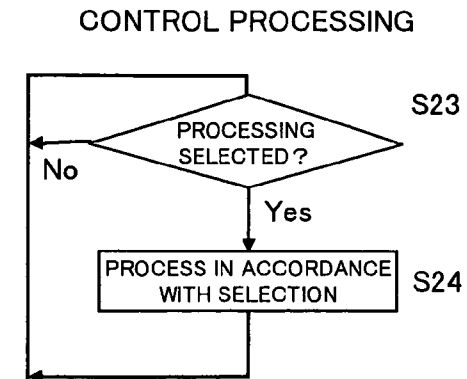 CONTROL PROCESSING
S23
PROCESSING
SELECTED?
No
Yes
PROCESS IN ACCORDANCE
WITH SELECTION
S24